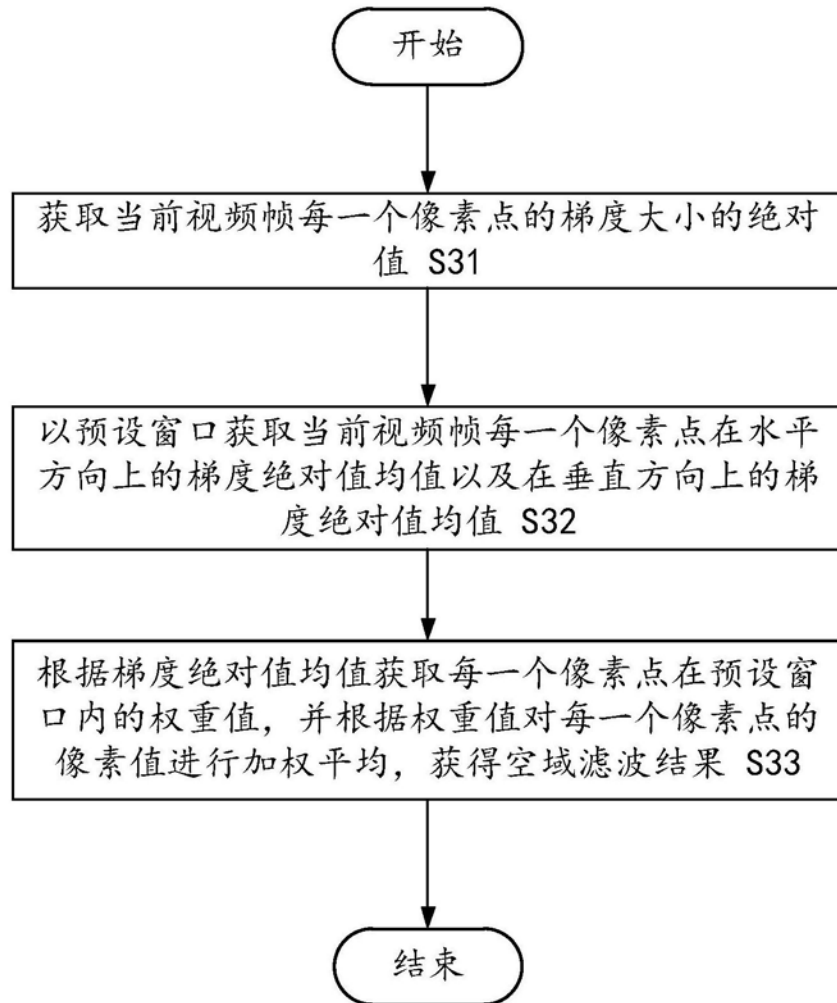 开始
获取当前视频帧每一个像素点的梯度大小的绝对
值 S31
以预设窗口获取当前视频帧每一个像素点在水平
方向上的梯度绝对值均值以及在垂直方向上的梯
度绝对值均值 S32
根据梯度绝对值均值获取每一个像素点在预设窗
口内的权重值，并根据权重值对每一个像素点的
像素值进行加权平均，获得空域滤波结果 S33
结束